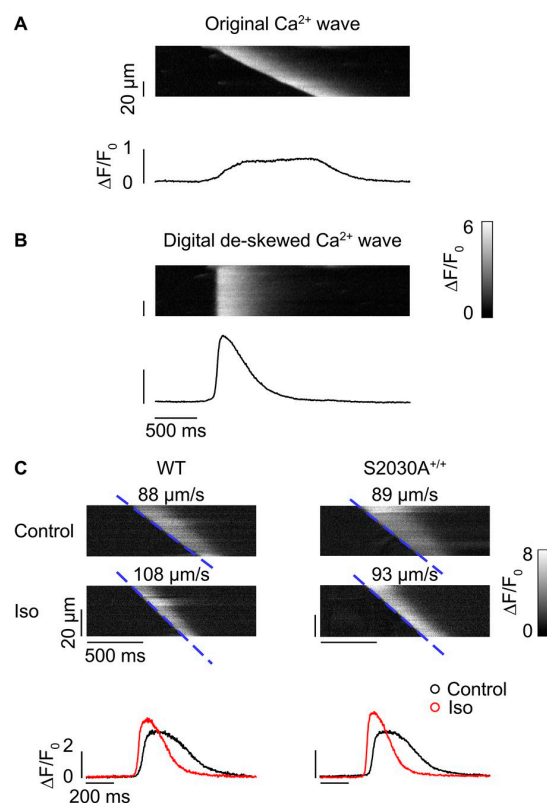 A
Original Ca²⁺ wave
20 µm
1
ΔF/F₀
0
B
Digital de-skewed Ca²⁺ wave
6
ΔF/F₀
0
500 ms
C
WT
S2030A⁺/⁺
88 µm/s
89 µm/s
Control
108 µm/s
93 µm/s
8
ΔF/F₀
0
Iso
20 µm
500 ms
Control
Iso
ΔF/F₀
2
0
200 ms